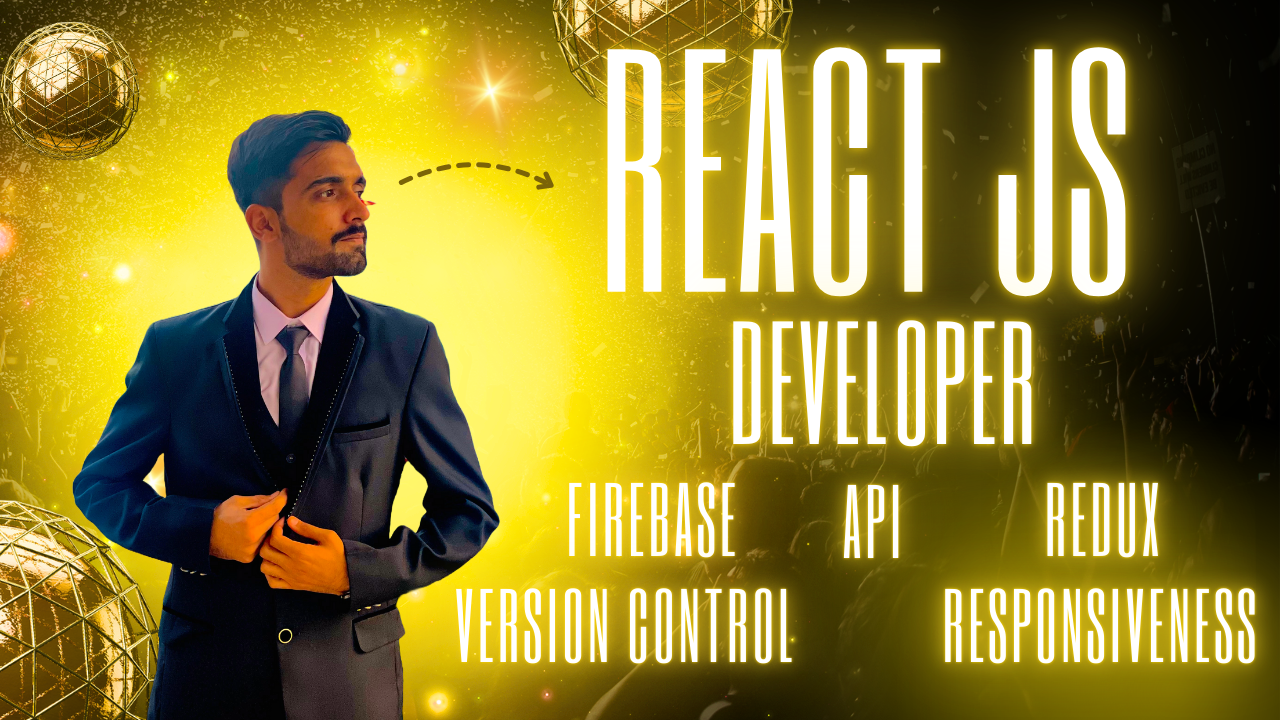 REACT JS
DEVELOPER
FIREBASE API REDUX
VERSION CONTROL RESPONSIVENESS